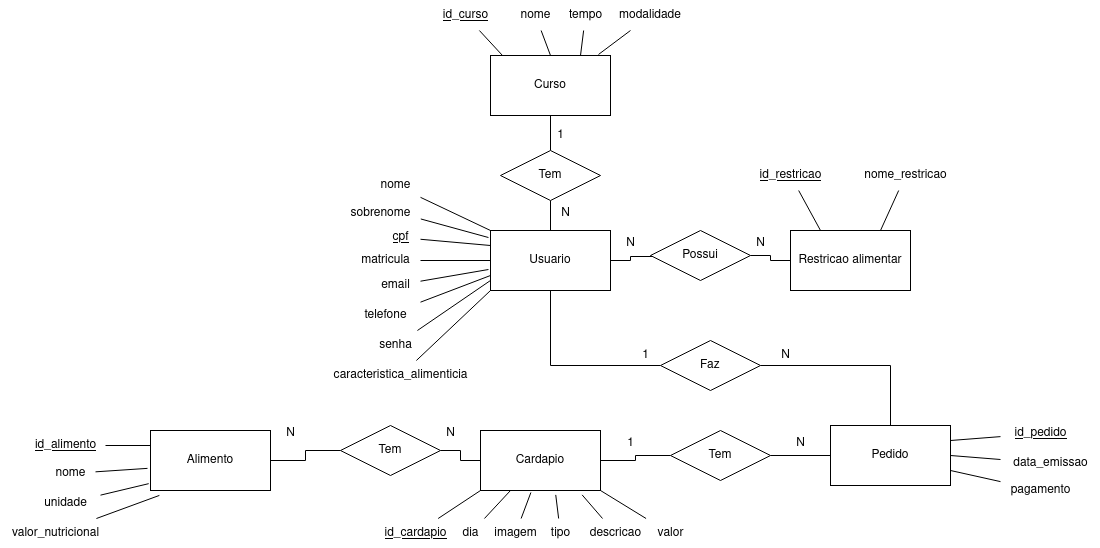 id_curso nome tempo modalidade
Curso
1
Tem
N
nome
sobrenome
cpf
matricula
email
telefone
senha
caracteristica_alimenticia
Usuario
N
Possui
N
id_restricao nome_restricao
Restricao alimentar
1
Faz
N
id_alimento
nome
unidade
valor_nutricional
Alimento
N
Tem
N
Cardapio
id_cardapio dia imagem tipo descricao valor
1
Tem
N
Pedido
id_pedido
data_emissao
pagamento